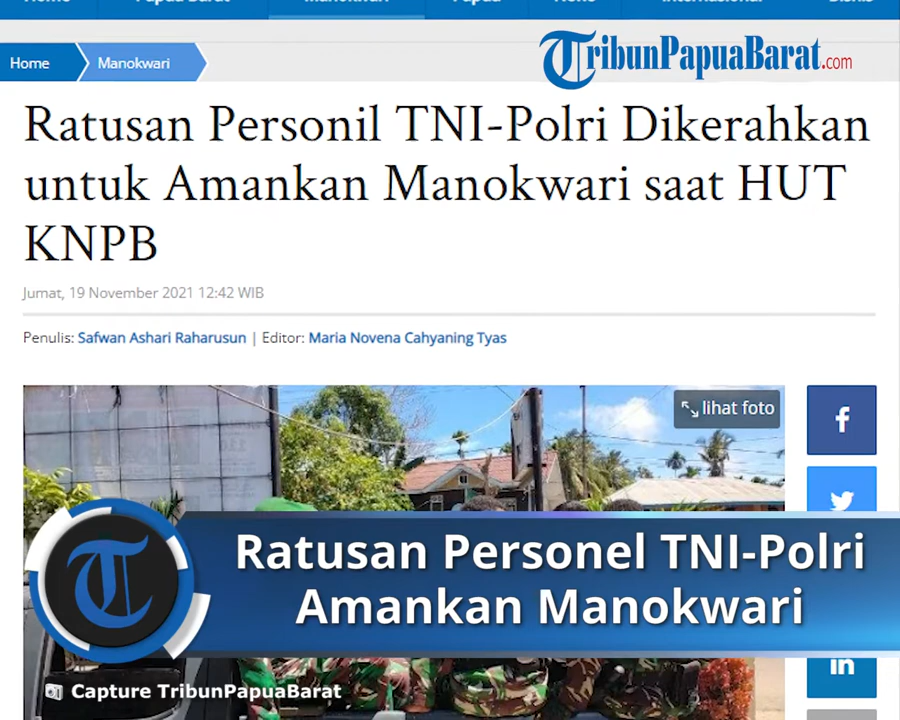 Home
Manokwari
TribunPapuaBarat.com
Ratusan Personil TNI-Polri Dikerahkan
untuk Amankan Manokwari saat HUT
KNPB
Jumat, 19 November 2021 12:42 WIB
Penulis: Safwan Ashari Raharusun | Editor: Maria Novena Cahyaning Tyas
lihat foto
f
T
Ratusan Personel TNI-Polri
Amankan Manokwari
in
Capture TribunPapuaBarat